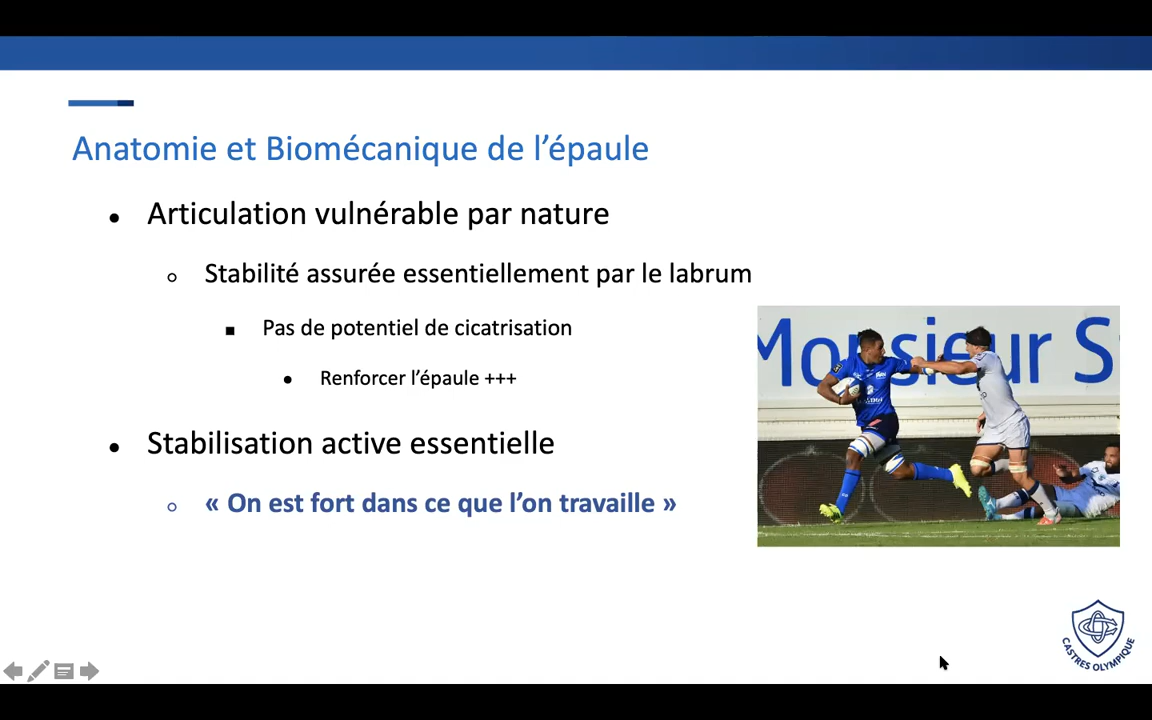 Anatomie et Biomécanique de l’épaule
Articulation vulnérable par nature
Stabilité assurée essentiellement par le labrum
Pas de potentiel de cicatrisation
Renforcer l’épaule +++
Monsieur S
Stabilisation active essentielle
« On est fort dans ce que l’on travaille »
CASTRES OLYMPIQUE